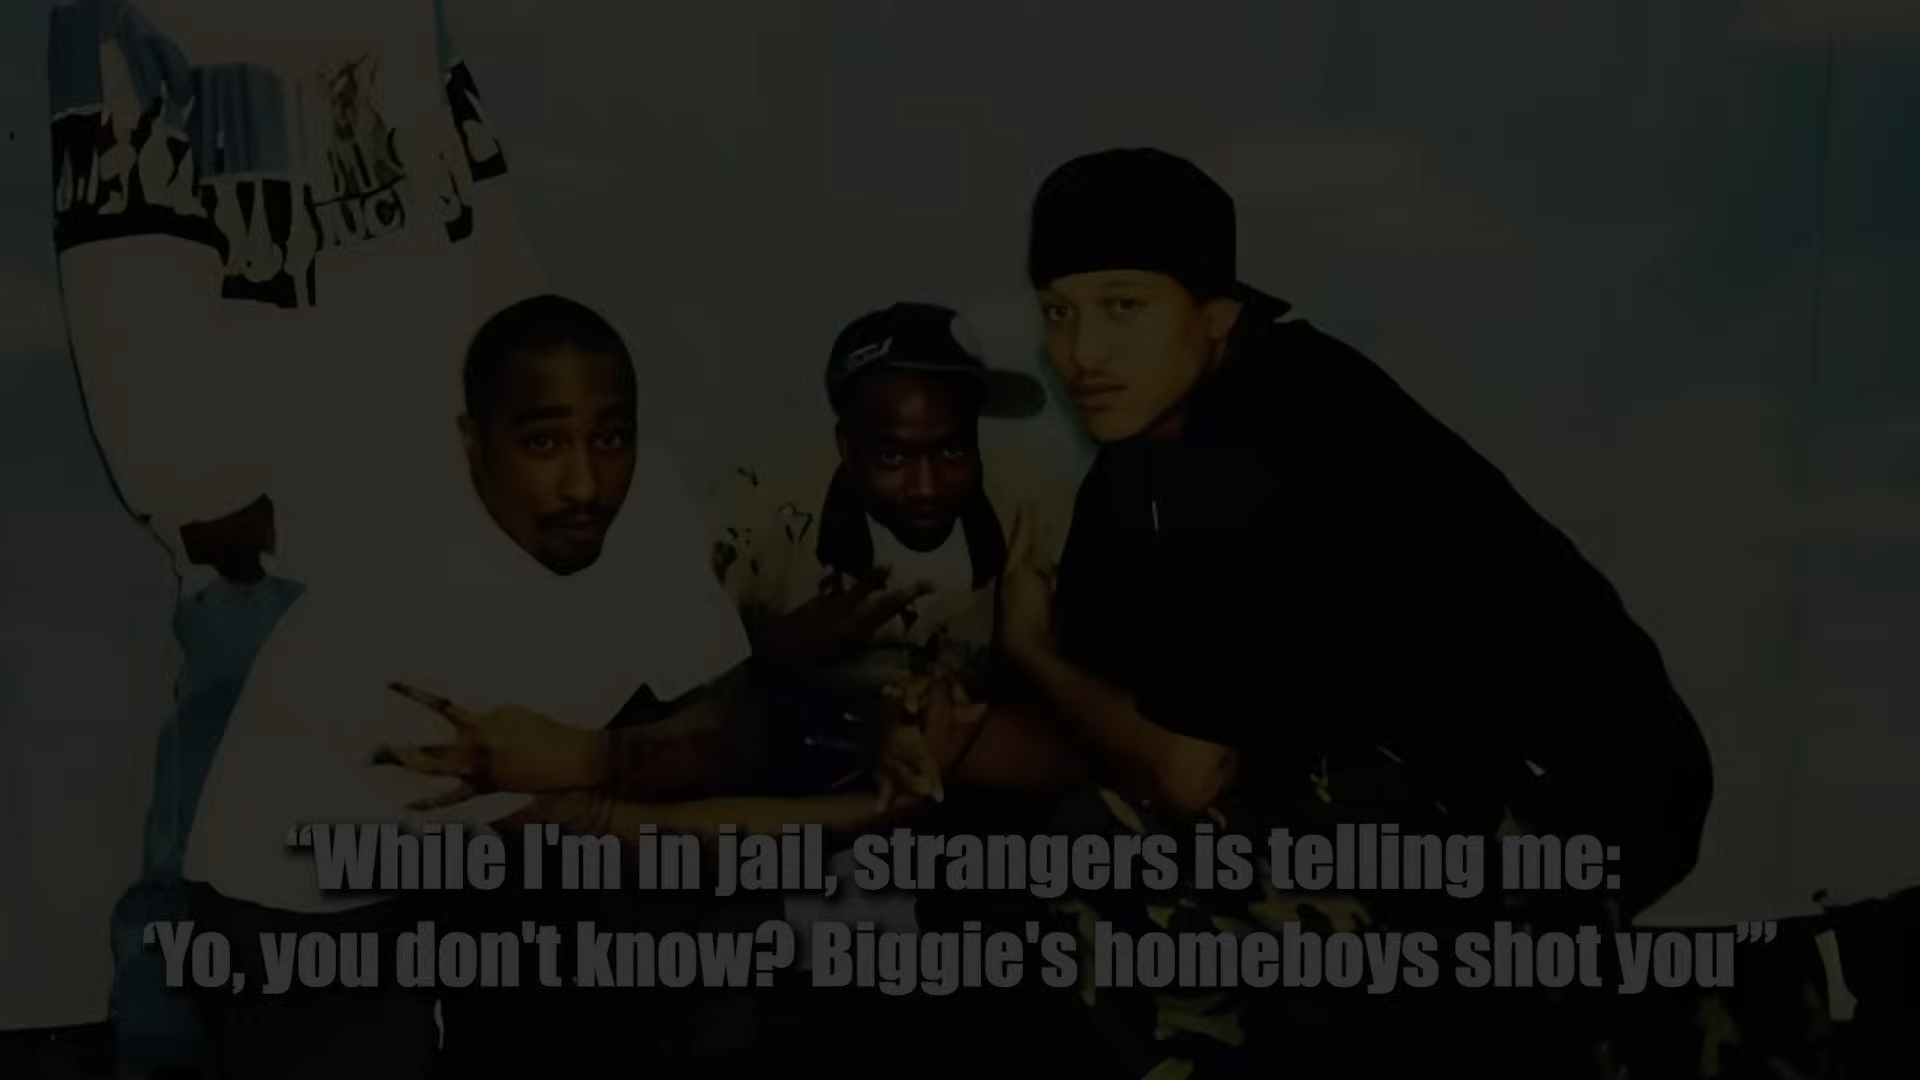 “While I'm in jail, strangers is telling me:
‘Yo, you don't know? Biggie's homeboys shot you’”